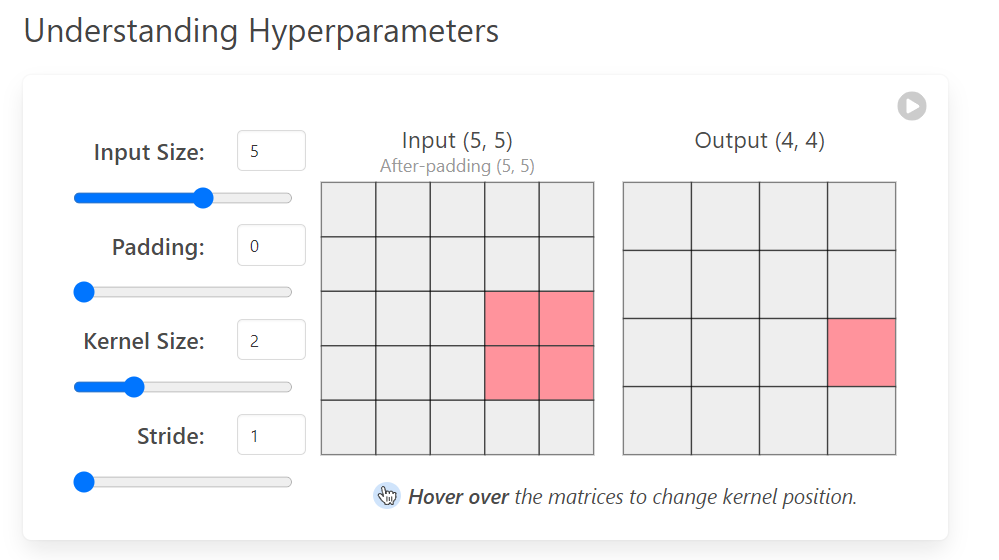 Understanding Hyperparameters
Input Size: 5
Padding: 0
Kernel Size: 2
Stride: 1
Input (5, 5)
After-padding (5, 5)
Output (4, 4)
Hover over the matrices to change kernel position.